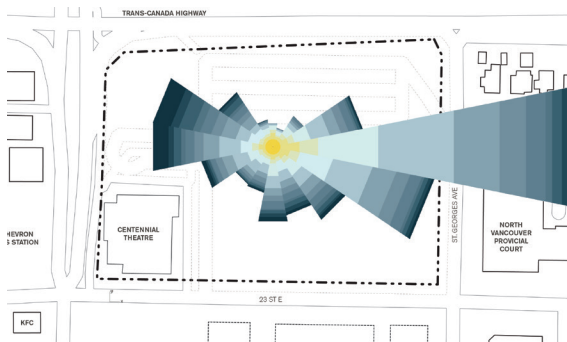 TRANS-CANADA HIGHWAY
CENTENNIAL
THEATRE
HEVRON
S STATION
ST. GEORGES AVE
NORTH
VANCOUVER
PROVICIAL
COURT
23 ST E
KFC